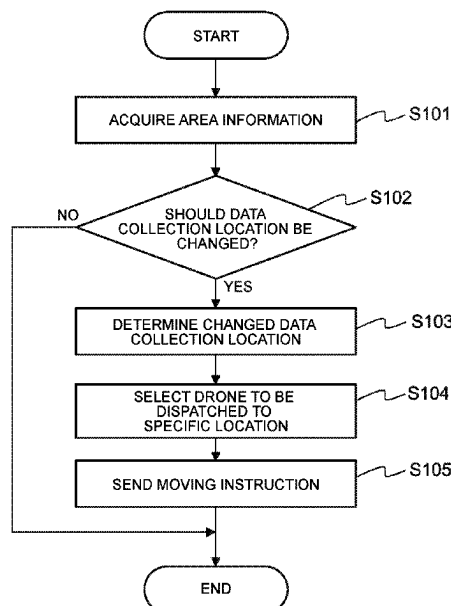 START
ACQUIRE AREA INFORMATION
S101
S102
NO
SHOULD DATA
COLLECTION LOCATION BE
CHANGED?
YES
DETERMINE CHANGED DATA
COLLECTION LOCATION
S103
SELECT DRONE TO BE
DISPATCHED TO
SPECIFIC LOCATION
S104
SEND MOVING INSTRUCTION
S105
END